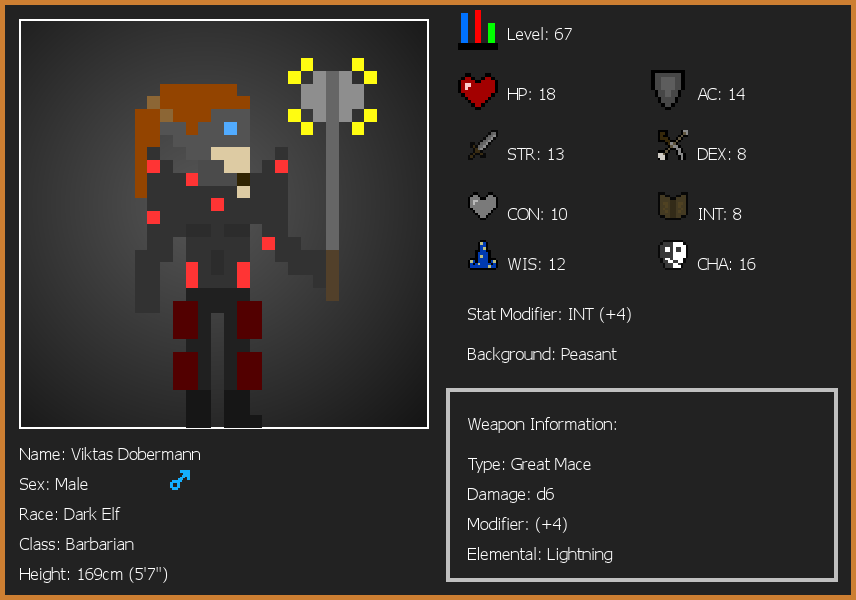 Level: 67
HP: 18
AC: 14
STR: 13
DEX: 8
CON: 10
INT: 8
WIS: 12
CHA: 16
Stat Modifier: INT (+4)
Background: Peasant
Weapon Information:
Type: Great Mace
Damage: d6
Modifier: (+4)
Elemental: Lightning
Name: Viktas Dobermann
Sex: Male
Race: Dark Elf
Class: Barbarian
Height: 169cm (5'7")